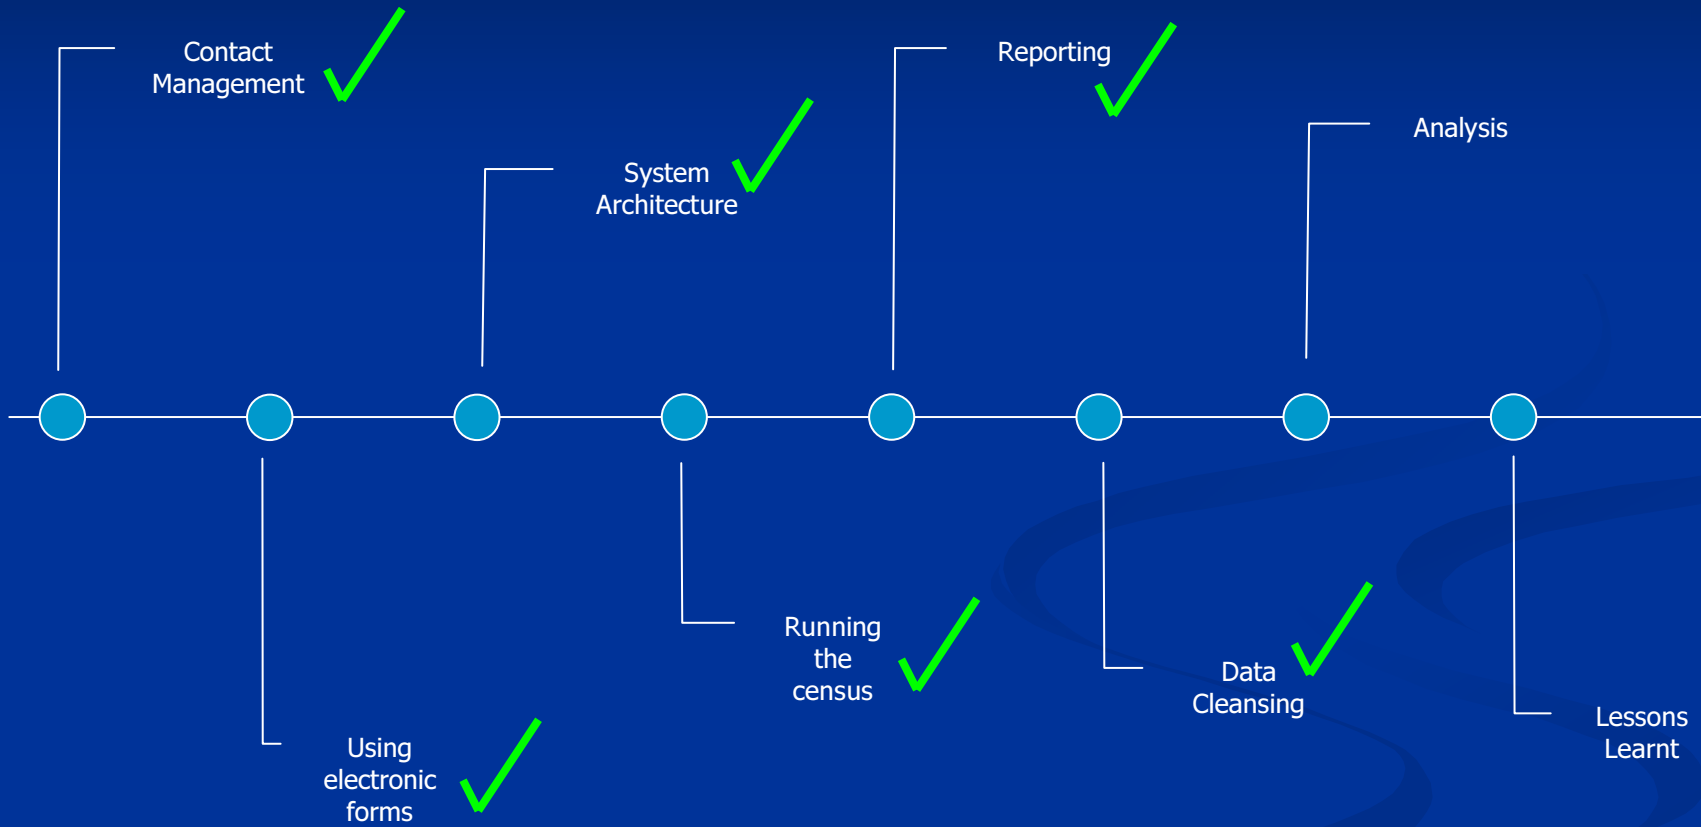 Contact
Management
Using
electronic
forms
System
Architecture
Running
the
census
Reporting
Data
Cleansing
Analysis
Lessons
Learnt